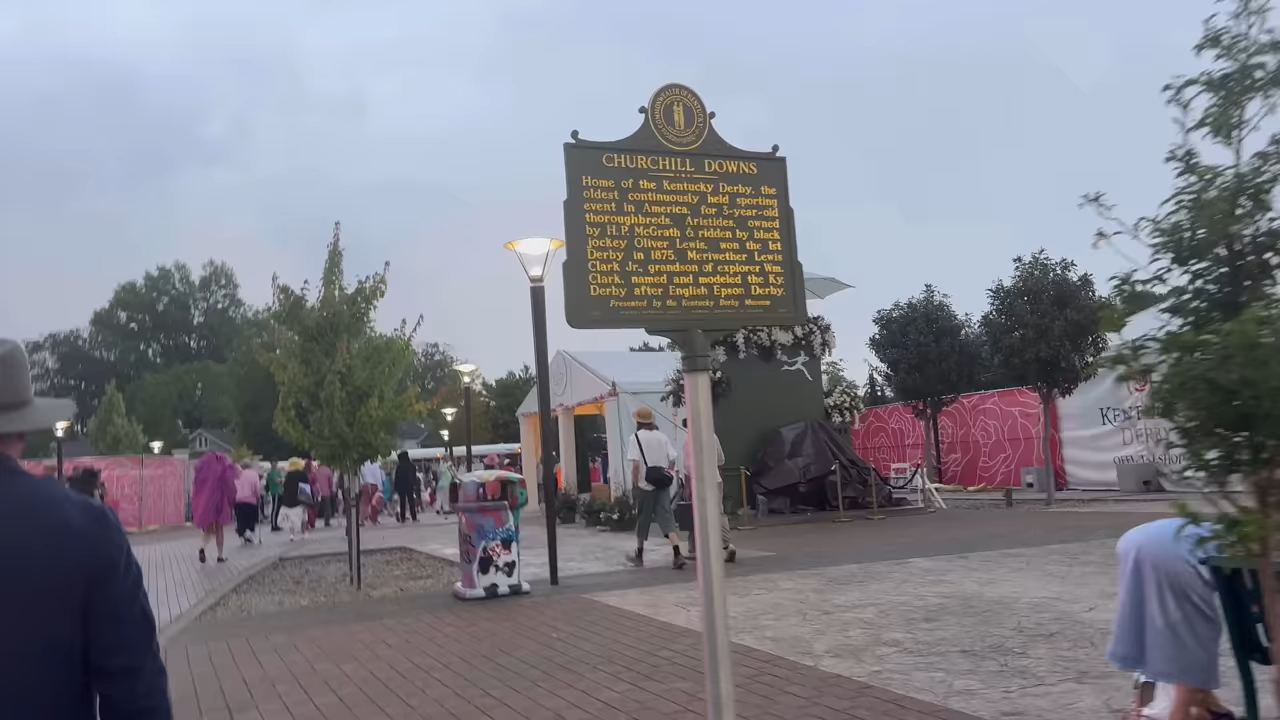 COMMONWEALTH OF KENTUCKY
CHURCHILL DOWNS
Home of the Kentucky Derby, the
oldest continuously held sporting
event in America, for 3-year-old
thoroughbreds. Aristides, owned
by H.P. McGrath & ridden by black
jockey Oliver Lewis, won the 1st
Derby in 1875. Meriwether Lewis
Clark Jr., grandson of explorer Wm.
Clark, named and modeled the Ky.
Derby after English Epsom Derby.
Presented by the Kentucky Derby Museum